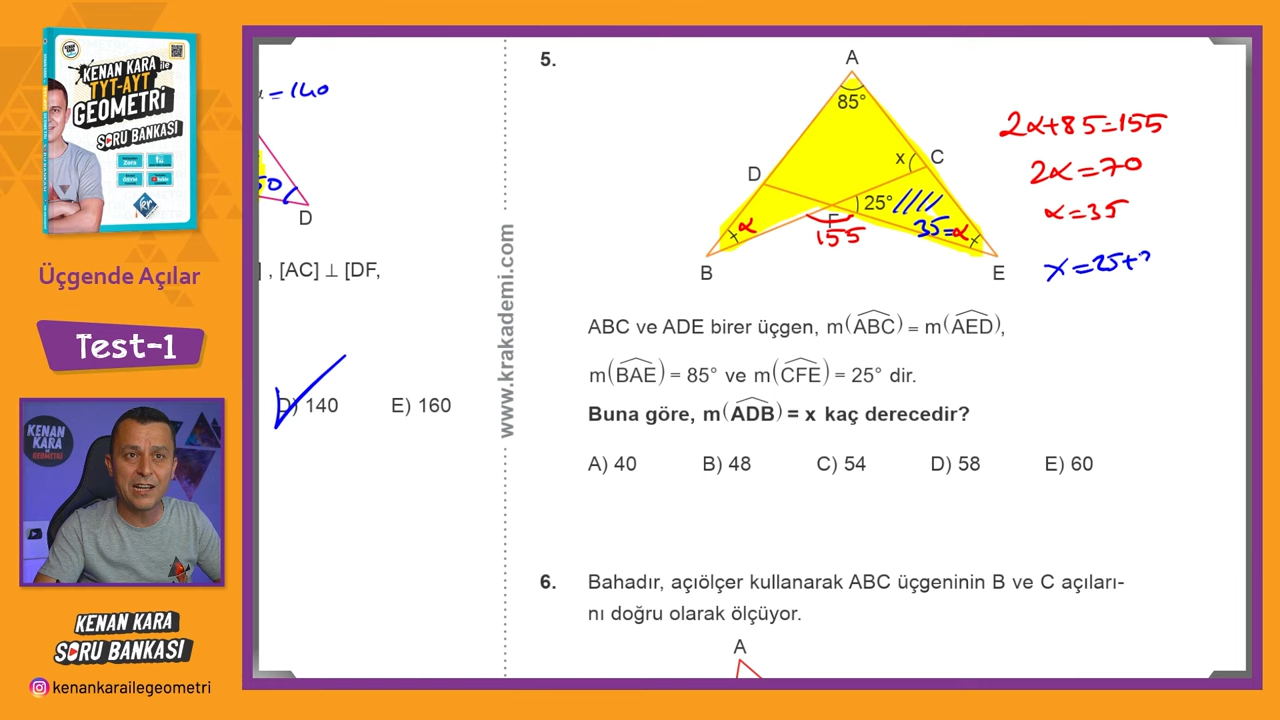 KENAN KARA ile
TYT-AYT
GEOMETRİ
SORU BANKASI
Üçgende Açılar
Test-1
KENAN
KARA
GEOMETRİ
KENAN KARA
SORU BANKASI
kenankarailegeometri
= 140
50
D
] , [AC] ⊥ [DF,
D) 140 E) 160
www.krakademi.com
5.
A
85°
x C
D
25°
F
α
155
35=α
B
E
2α+85=155
2α=70
α=35
x=25+
ABC ve ADE birer üçgen, m(ABC) = m(AED),
m(BAE) = 85° ve m(CFE) = 25° dir.
Buna göre, m(ADB) = x kaç derecedir?
A) 40 B) 48 C) 54 D) 58 E) 60
6. Bahadır, açıölçer kullanarak ABC üçgeninin B ve C açıları-
nı doğru olarak ölçüyor.
A